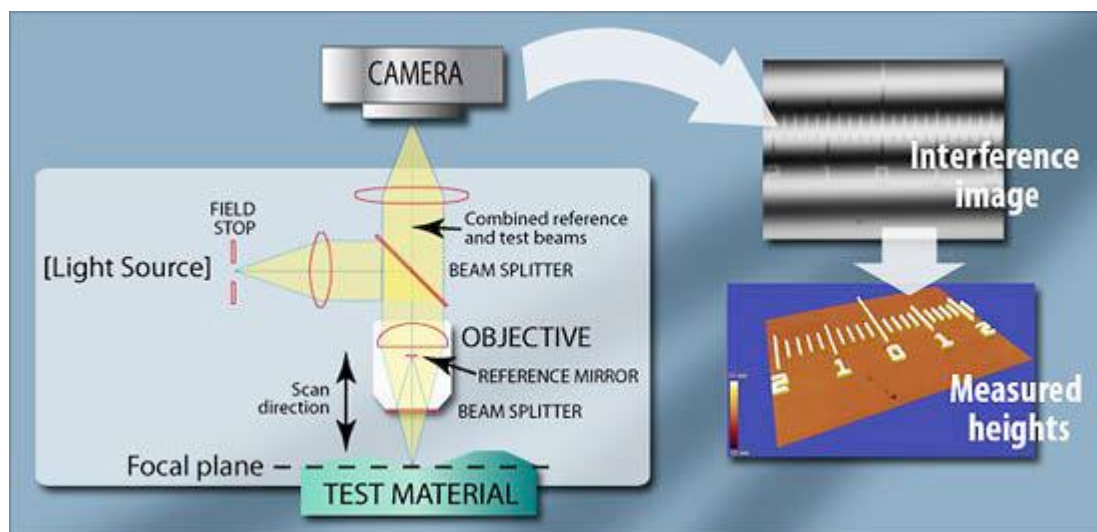 CAMERA
FIELD
STOP
[Light Source]
Combined reference
and test beams
BEAM SPLITTER
OBJECTIVE
REFERENCE MIRROR
Scan
direction
BEAM SPLITTER
Focal plane
TEST MATERIAL
Interference
image
2 1 0 1 2
Measured
heights